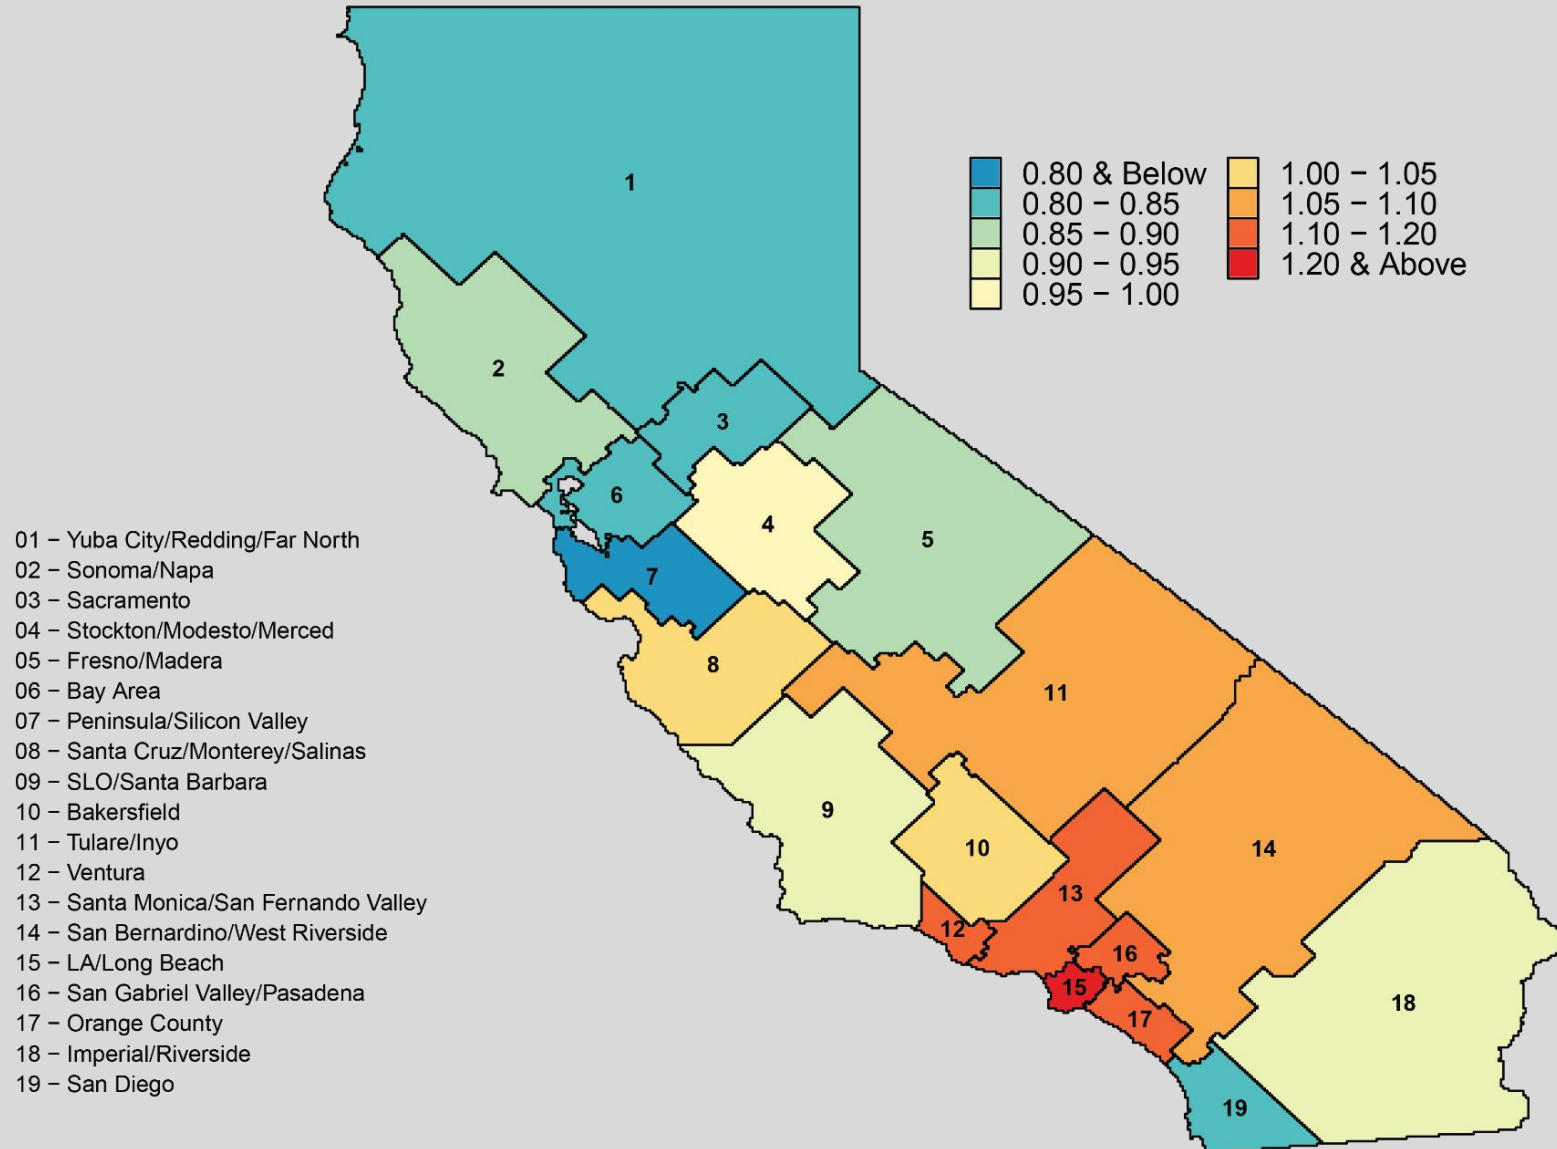 1
2
3
4
5
6
7
8
9
10
11
12
13
14
15
16
17
18
19
0.80 & Below
0.80 − 0.85
0.85 − 0.90
0.90 − 0.95
0.95 − 1.00
1.00 − 1.05
1.05 − 1.10
1.10 − 1.20
1.20 & Above
01 − Yuba City/Redding/Far North
02 − Sonoma/Napa
03 − Sacramento
04 − Stockton/Modesto/Merced
05 − Fresno/Madera
06 − Bay Area
07 − Peninsula/Silicon Valley
08 − Santa Cruz/Monterey/Salinas
09 − SLO/Santa Barbara
10 − Bakersfield
11 − Tulare/Inyo
12 − Ventura
13 − Santa Monica/San Fernando Valley
14 − San Bernardino/West Riverside
15 − LA/Long Beach
16 − San Gabriel Valley/Pasadena
17 − Orange County
18 − Imperial/Riverside
19 − San Diego